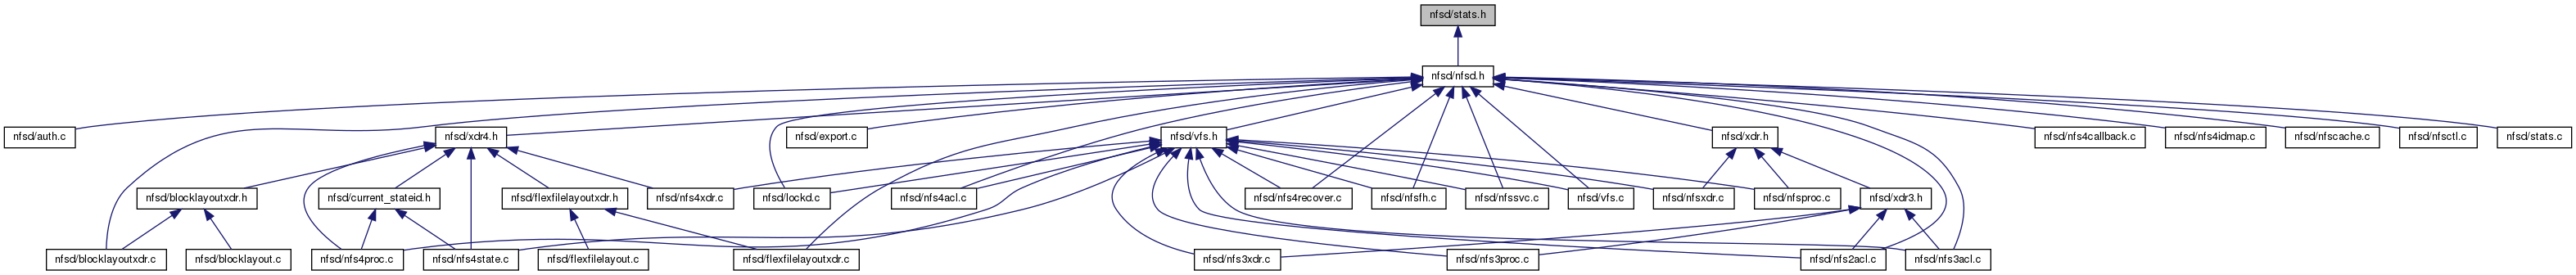 nfsd/stats.h
nfsd/nfsd.h
nfsd/auth.c
nfsd/xdr4.h
nfsd/export.c
nfsd/vfs.h
nfsd/xdr.h
nfsd/nfs4callback.c
nfsd/nfs4idmap.c
nfsd/nfscache.c
nfsd/nfsctl.c
nfsd/stats.c
nfsd/blocklayoutxdr.h
nfsd/current_stateid.h
nfsd/flexfilelayoutxdr.h
nfsd/nfs4xdr.c
nfsd/lockd.c
nfsd/nfs4acl.c
nfsd/nfs4recover.c
nfsd/nfsfh.c
nfsd/nfssvc.c
nfsd/vfs.c
nfsd/nfsxdr.c
nfsd/nfsproc.c
nfsd/xdr3.h
nfsd/blocklayoutxdr.c
nfsd/blocklayout.c
nfsd/nfs4proc.c
nfsd/nfs4state.c
nfsd/flexfilelayout.c
nfsd/flexfilelayoutxdr.c
nfsd/nfs3xdr.c
nfsd/nfs3proc.c
nfsd/nfs2acl.c
nfsd/nfs3acl.c